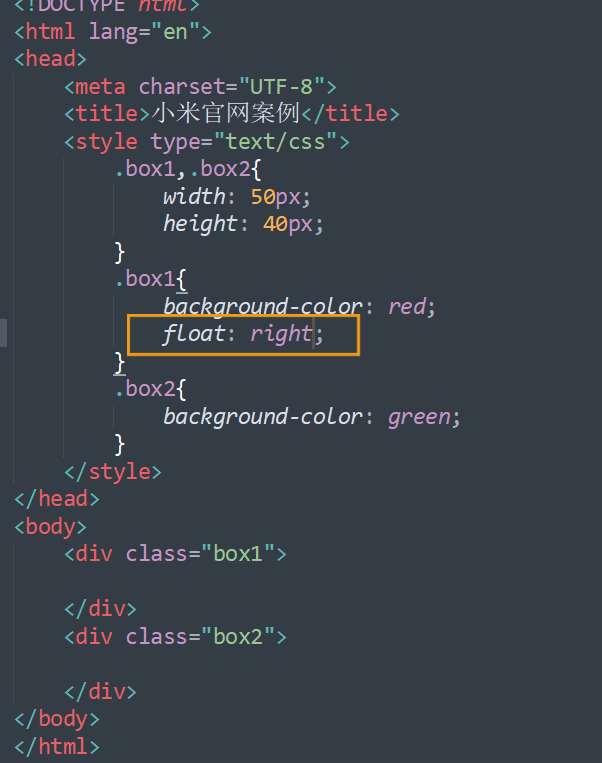 <!DOCTYPE html>
<html lang="en">
<head>
    <meta charset="UTF-8">
    <title>小米官网案例</title>
    <style type="text/css">
        .box1,.box2{
            width: 50px;
            height: 40px;
        }
        .box1{
            background-color: red;
            float: right;
        }
        .box2{
            background-color: green;
        }
    </style>
</head>
<body>
    <div class="box1">
    </div>
    <div class="box2">
    </div>
</body>
</html>